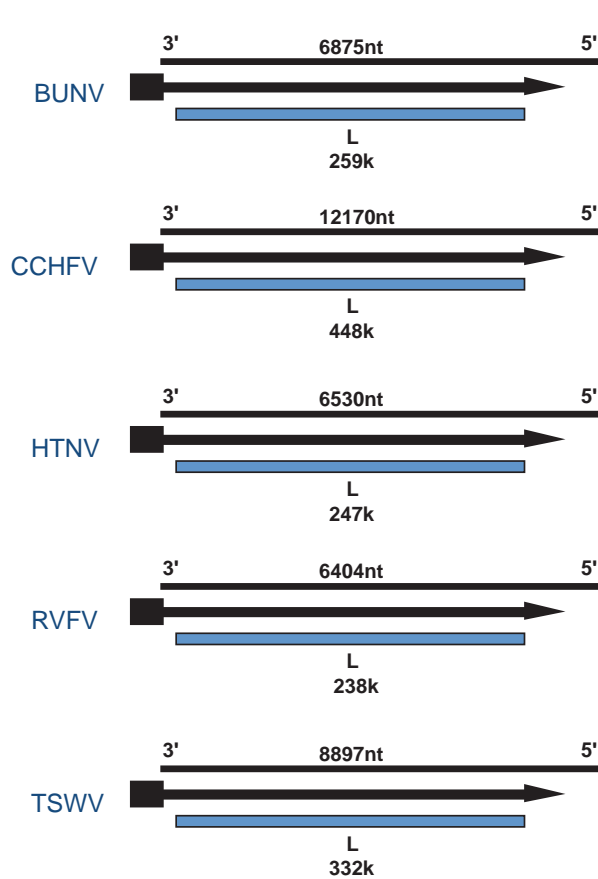 3' 6875nt 5'
BUNV
L
259k
3' 12170nt 5'
CCHFV
L
448k
3' 6530nt 5'
HTNV
L
247k
3' 6404nt 5'
RVFV
L
238k
3' 8897nt 5'
TSWV
L
332k